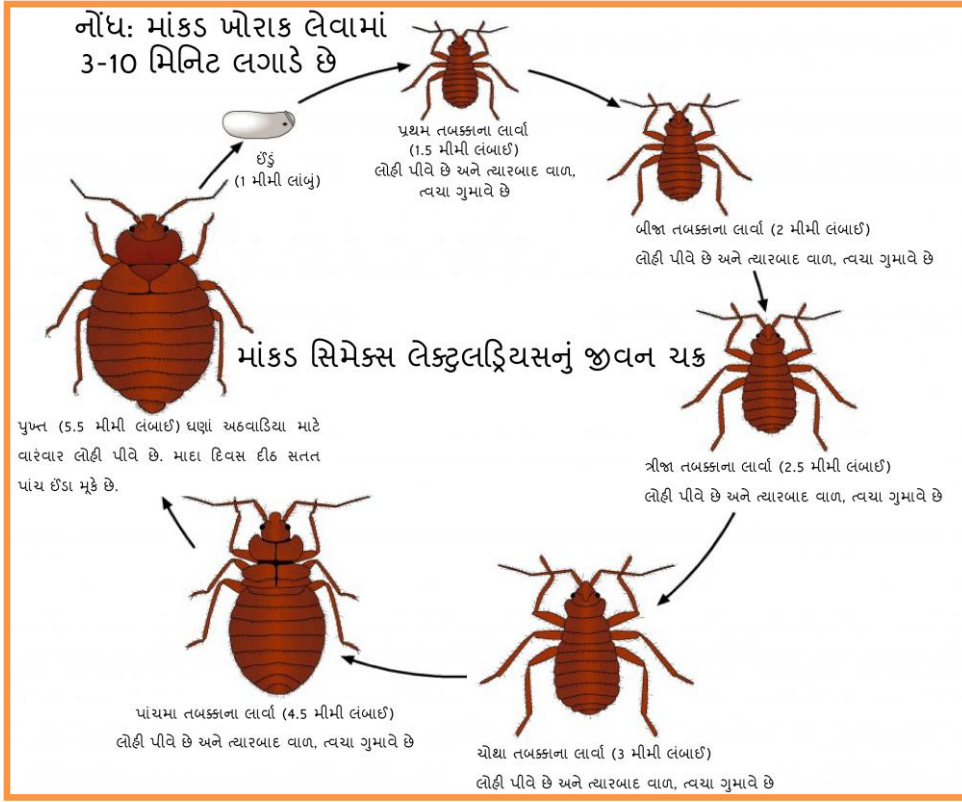 નોંધ: માંકડ ખોરાક લેવામાં
3-10 મિનિટ લગાડે છે
ઈંડું
(1 મીમી લાંબું)
પ્રથમ તબક્કાના લાર્વા
(1.5 મીમી લંબાઈ)
લોહી પીવે છે અને ત્યારબાદ વાળ,
ત્વચા ગુમાવે છે
બીજા તબક્કાના લાર્વા (2 મીમી લંબાઈ)
લોહી પીવે છે અને ત્યારબાદ વાળ, ત્વચા ગુમાવે છે
માંકડ સિમેક્સ લેક્ટુલડ્રિયસનું જીવન ચક્ર
ત્રીજા તબક્કાના લાર્વા (2.5 મીમી લંબાઈ)
લોહી પીવે છે અને ત્યારબાદ વાળ, ત્વચા ગુમાવે છે
ચોથા તબક્કાના લાર્વા (3 મીમી લંબાઈ)
લોહી પીવે છે અને ત્યારબાદ વાળ, ત્વચા ગુમાવે છે
પાંચમા તબક્કાના લાર્વા (4.5 મીમી લંબાઈ)
લોહી પીવે છે અને ત્યારબાદ વાળ, ત્વચા ગુમાવે છે
પુખ્ત (5.5 મીમી લંબાઈ) ઘણાં અઠવાડિયા માટે
વારંવાર લોહી પીવે છે. માદા દિવસ દીઠ સતત
પાંચ ઈંડા મૂકે છે.